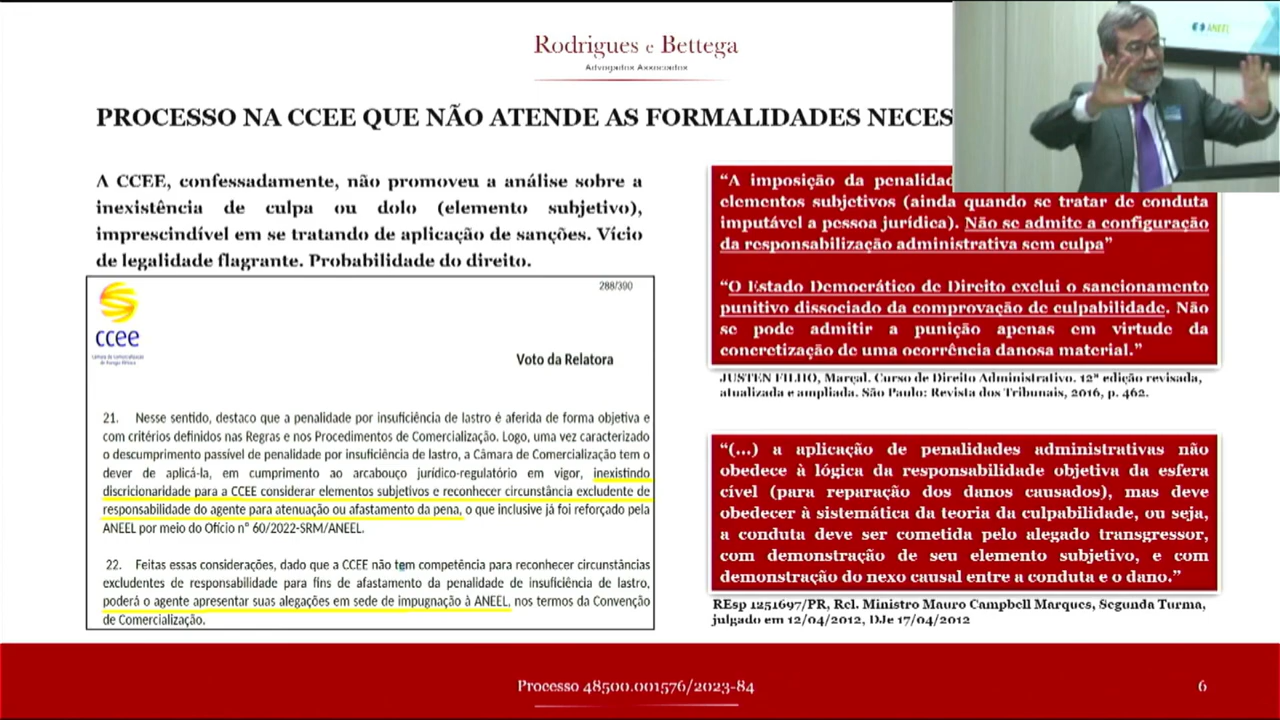 Rodrigues e Bettega
Advogados Associados
ANEEL
PROCESSO NA CCEE QUE NÃO ATENDE AS FORMALIDADES NECES
A CCEE, confessadamente, não promoveu a análise sobre a
inexistência de culpa ou dolo (elemento subjetivo),
imprescindível em se tratando de aplicação de sanções. Vício
de legalidade flagrante. Probabilidade do direito.
288/390
ccee
Câmara de Comercialização
de Energia Elétrica
Voto da Relatora
21. Nesse sentido, destaco que a penalidade por insuficiência de lastro é aferida de forma objetiva e
com critérios definidos nas Regras e nos Procedimentos de Comercialização. Logo, uma vez caracterizado
o descumprimento passível de penalidade por insuficiência de lastro, a Câmara de Comercialização tem o
dever de aplicá-la, em cumprimento ao arcabouço jurídico-regulatório em vigor, inexistindo
discricionaridade para a CCEE considerar elementos subjetivos e reconhecer circunstância excludente de
responsabilidade do agente para atenuação ou afastamento da pena, o que inclusive já foi reforçado pela
ANEEL por meio do Ofício n° 60/2022-SRM/ANEEL.
22. Feitas essas considerações, dado que a CCEE não tem competência para reconhecer circunstâncias
excludentes de responsabilidade para fins de afastamento da penalidade de insuficiência de lastro,
poderá o agente apresentar suas alegações em sede de impugnação à ANEEL, nos termos da Convenção
de Comercialização.
“A imposição da penalidad
elementos subjetivos (ainda quando se tratar de conduta
imputável a pessoa jurídica). Não se admite a configuração
da responsabilização administrativa sem culpa”
“O Estado Democrático de Direito exclui o sancionamento
punitivo dissociado da comprovação de culpabilidade. Não
se pode admitir a punição apenas em virtude da
concretização de uma ocorrência danosa material.”
JUSTEN FILHO, Marçal. Curso de Direito Administrativo. 12ª edição revisada,
atualizada e ampliada. São Paulo: Revista dos Tribunais, 2016, p. 462.
“(...) a aplicação de penalidades administrativas não
obedece à lógica da responsabilidade objetiva da esfera
cível (para reparação dos danos causados), mas deve
obedecer à sistemática da teoria da culpabilidade, ou seja,
a conduta deve ser cometida pelo alegado transgressor,
com demonstração de seu elemento subjetivo, e com
demonstração do nexo causal entre a conduta e o dano.”
REsp 1251697/PR, Rel. Ministro Mauro Campbell Marques, Segunda Turma,
julgado em 12/04/2012, DJe 17/04/2012
Processo 48500.001576/2023-84
6